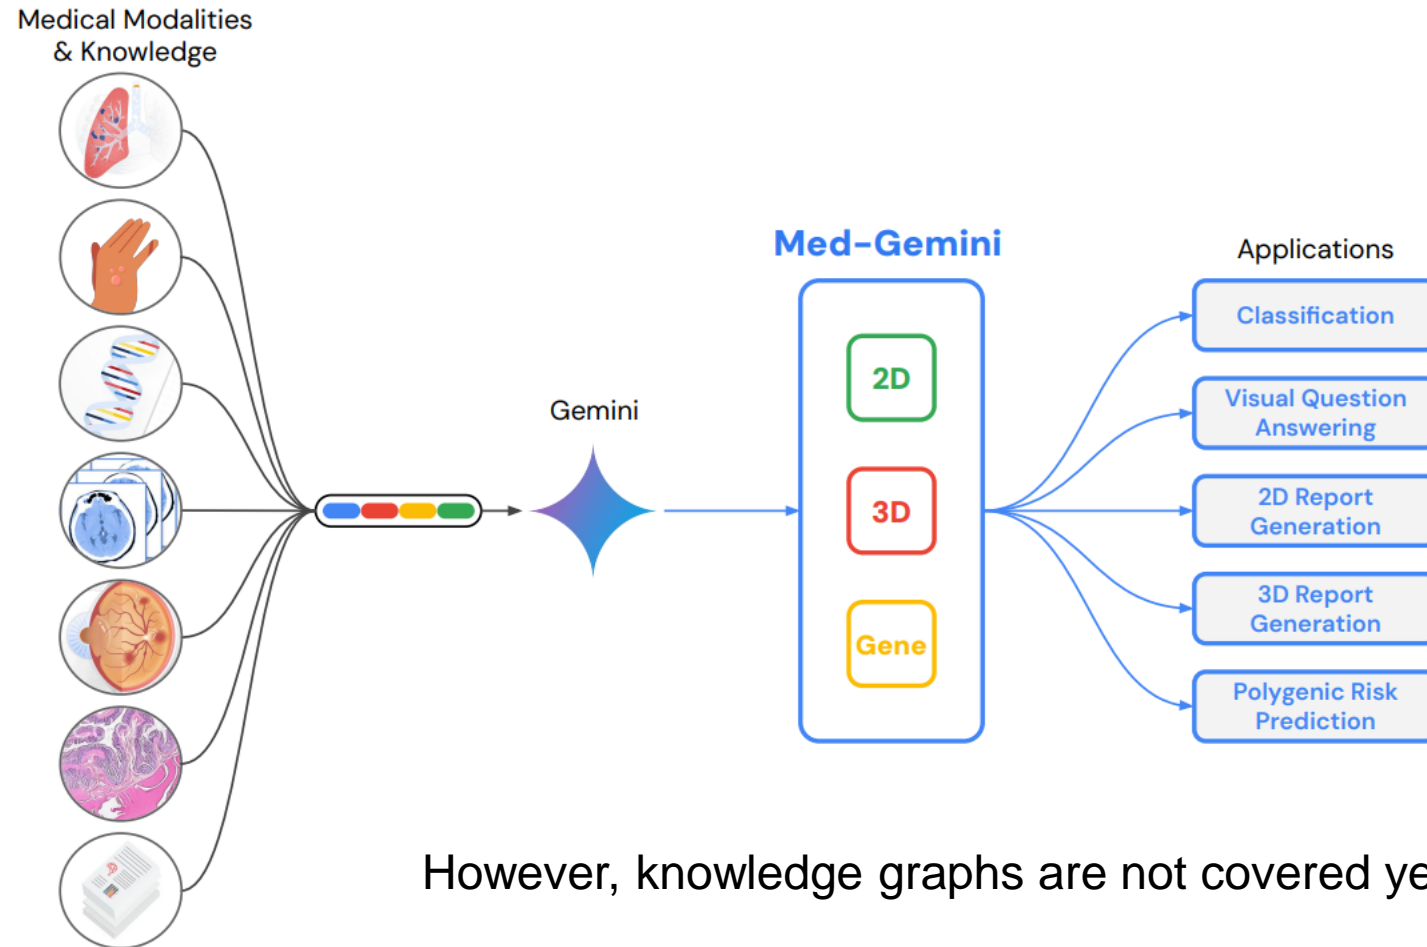 Medical Modalities
& Knowledge
Gemini
Med-Gemini
2D
3D
Gene
Applications
Classification
Visual Question
Answering
2D Report
Generation
3D Report
Generation
Polygenic Risk
Prediction
However, knowledge graphs are not covered ye